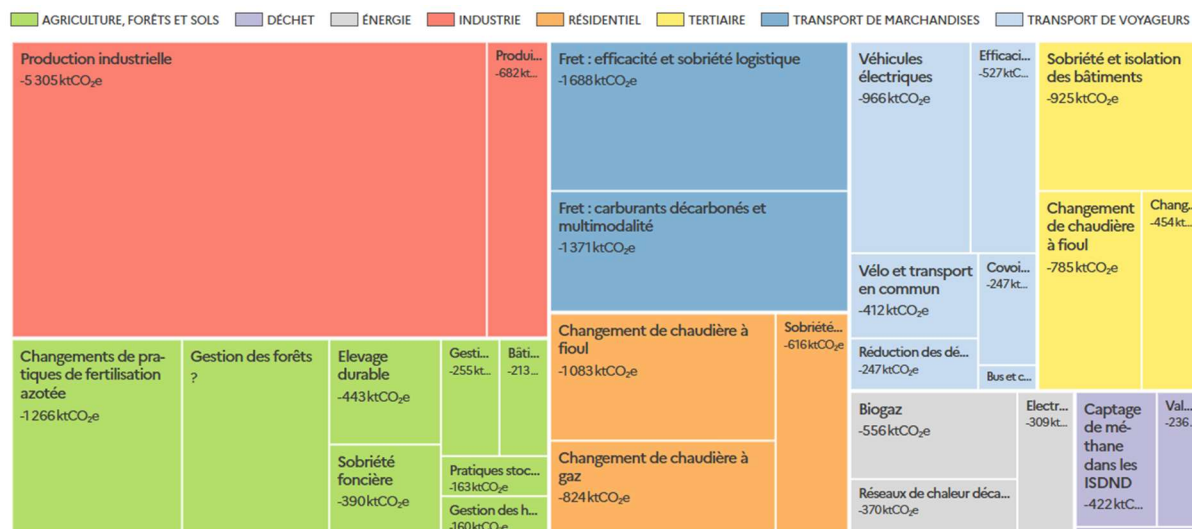 AGRICULTURE, FORÊTS ET SOLS
DÉCHET
ÉNERGIE
INDUSTRIE
RÉSIDENTIEL
TERTIAIRE
TRANSPORT DE MARCHANDISES
TRANSPORT DE VOYAGEURS
Production industrielle
-5 305 ktCO₂e
Produi...
-682 kt...
Changements de pra-
tiques de fertilisation
azotée
-1 266 ktCO₂e
Gestion des forêts
?
Elevage
durable
-443 ktCO₂e
Sobriété
foncière
-390 ktCO₂e
Gesti...
-255 kt...
Bâti...
-213...
Pratiques stoc...
-163 ktCO₂e
Gestion des h...
-160 ktCO₂e
Fret : efficacité et sobriété logistique
-1 688 ktCO₂e
Fret : carburants décarbonés et
multimodalité
-1 371 ktCO₂e
Changement de chaudière à
fioul
-1 083 ktCO₂e
Changement de chaudière à
gaz
-824 ktCO₂e
Sobriété...
-616 ktCO₂e
Véhicules
électriques
-966 ktCO₂e
Efficaci...
-527 ktC...
Vélo et transport
en commun
-412 ktCO₂e
Covoi...
-247 kt...
Réduction des dé...
-247 ktCO₂e
Bus et c...
Sobriété et isolation
des bâtiments
-925 ktCO₂e
Changement
de chaudière
à fioul
-785 ktCO₂e
Chang...
-454 kt...
Biogaz
-556 ktCO₂e
Réseaux de chaleur déca...
-370 ktCO₂e
Electr...
-309 kt...
Captage
de mé-
thane
dans les
ISDND
-422 ktC...
Val...
-236...